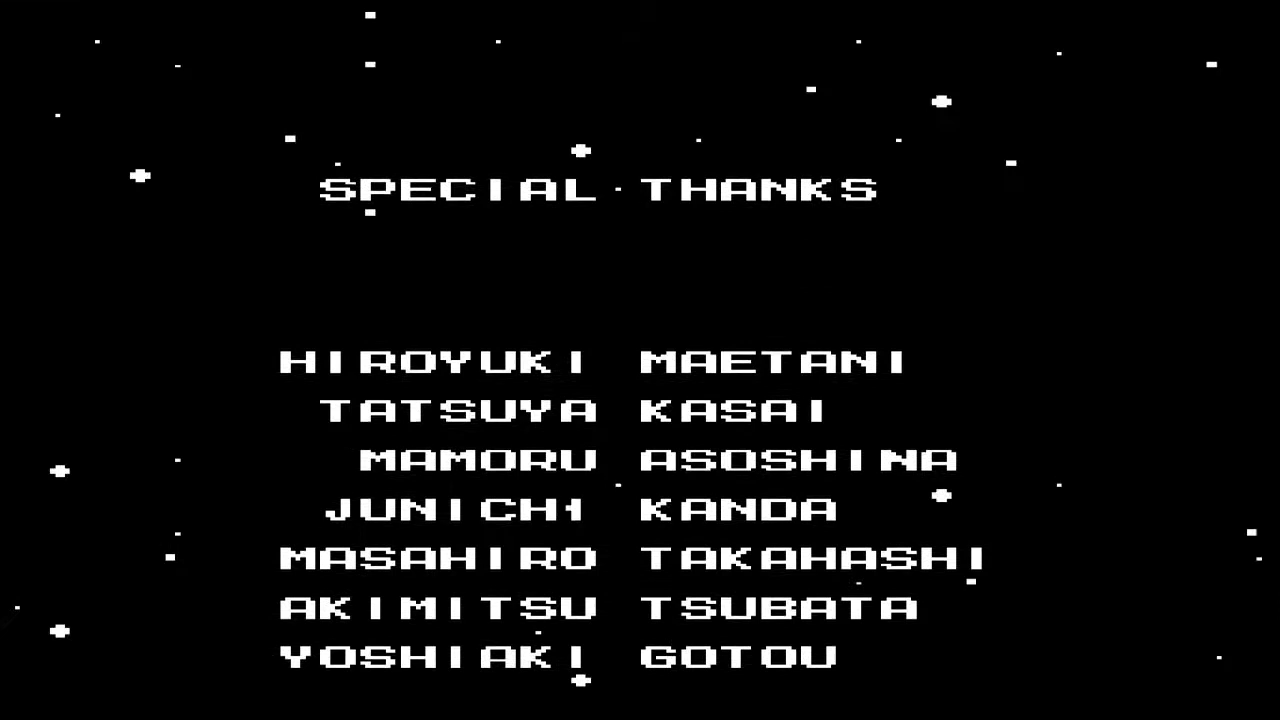 SPECIAL THANKS
HIROYUKI MAETANI
TATSUYA KASAI
MAMORU ASOSHINA
JUNICHI KANDA
MASAHIRO TAKAHASHI
AKIMITSU TSUBATA
YOSHIAKI GOTOU